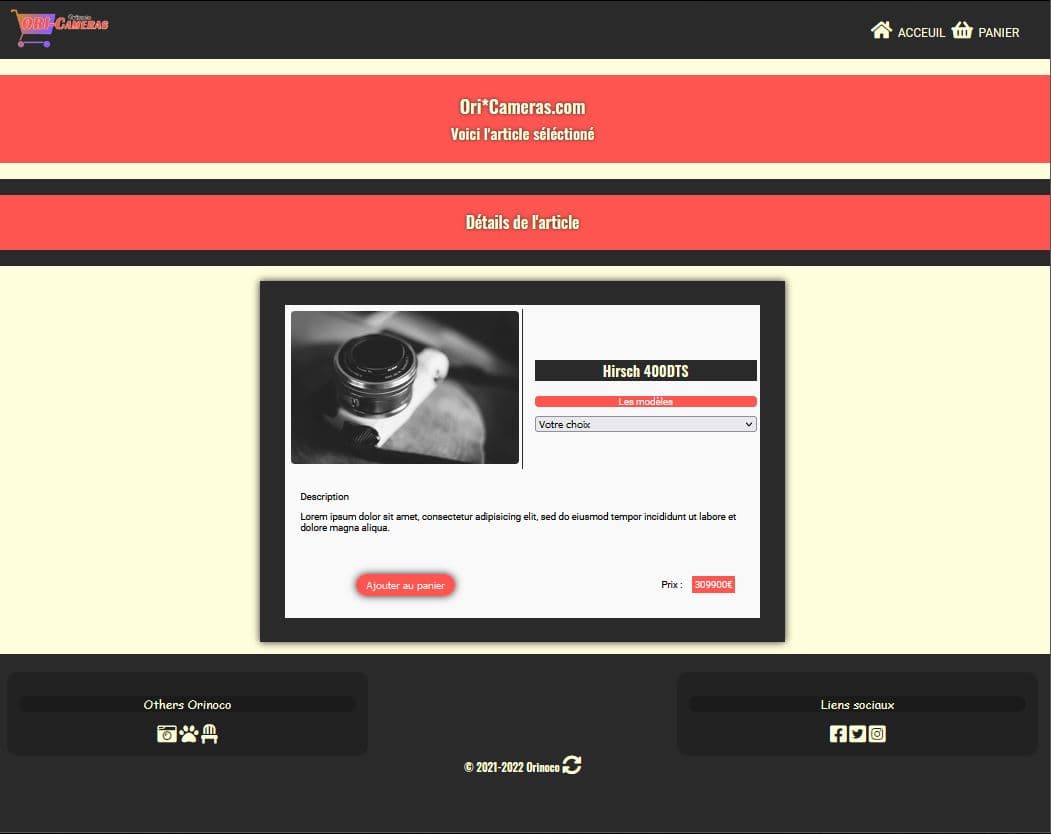 Orinoco
ORI-CAMERAS
ACCEUIL PANIER
Ori*Cameras.com
Voici l'article séléctioné
Détails de l'article
Hirsch 400DTS
Les modèles
Votre choix
Description
Lorem ipsum dolor sit amet, consectetur adipisicing elit, sed do eiusmod tempor incididunt ut labore et
dolore magna aliqua.
Ajouter au panier
Prix : 309900€
Others Orinoco
Liens sociaux
© 2021-2022 Orinoco